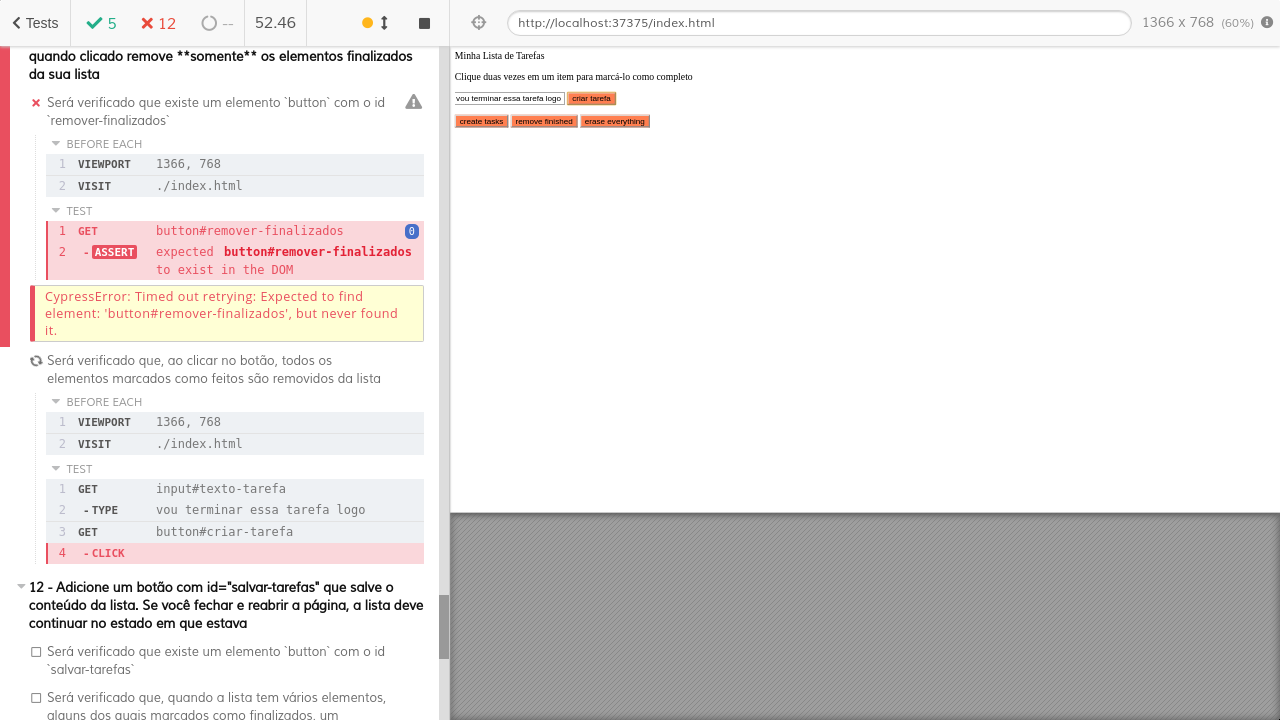 Tests
5
12
--
52.46
http://localhost:37375/index.html
1366 x 768 (60%)
quando clicado remove **somente** os elementos finalizados
da sua lista
Será verificado que existe um elemento `button` com o id
`remover-finalizados`
BEFORE EACH
1 VIEWPORT 1366, 768
2 VISIT ./index.html
TEST
1 GET button#remover-finalizados 0
2 -ASSERT expected button#remover-finalizados
to exist in the DOM
CypressError: Timed out retrying: Expected to find
element: 'button#remover-finalizados', but never found
it.
Será verificado que, ao clicar no botão, todos os
elementos marcados como feitos são removidos da lista
BEFORE EACH
1 VIEWPORT 1366, 768
2 VISIT ./index.html
TEST
1 GET input#texto-tarefa
2 -TYPE vou terminar essa tarefa logo
3 GET button#criar-tarefa
4 -CLICK
12 - Adicione um botão com id="salvar-tarefas" que salve o
conteúdo da lista. Se você fechar e reabrir a página, a lista deve
continuar no estado em que estava
Será verificado que existe um elemento `button` com o id
`salvar-tarefas`
Será verificado que, quando a lista tem vários elementos,
alguns dos quais marcados como finalizados, um
Minha Lista de Tarefas
Clique duas vezes em um item para marcá-lo como completo
vou terminar essa tarefa logo criar tarefa
create tasks remove finished erase everything